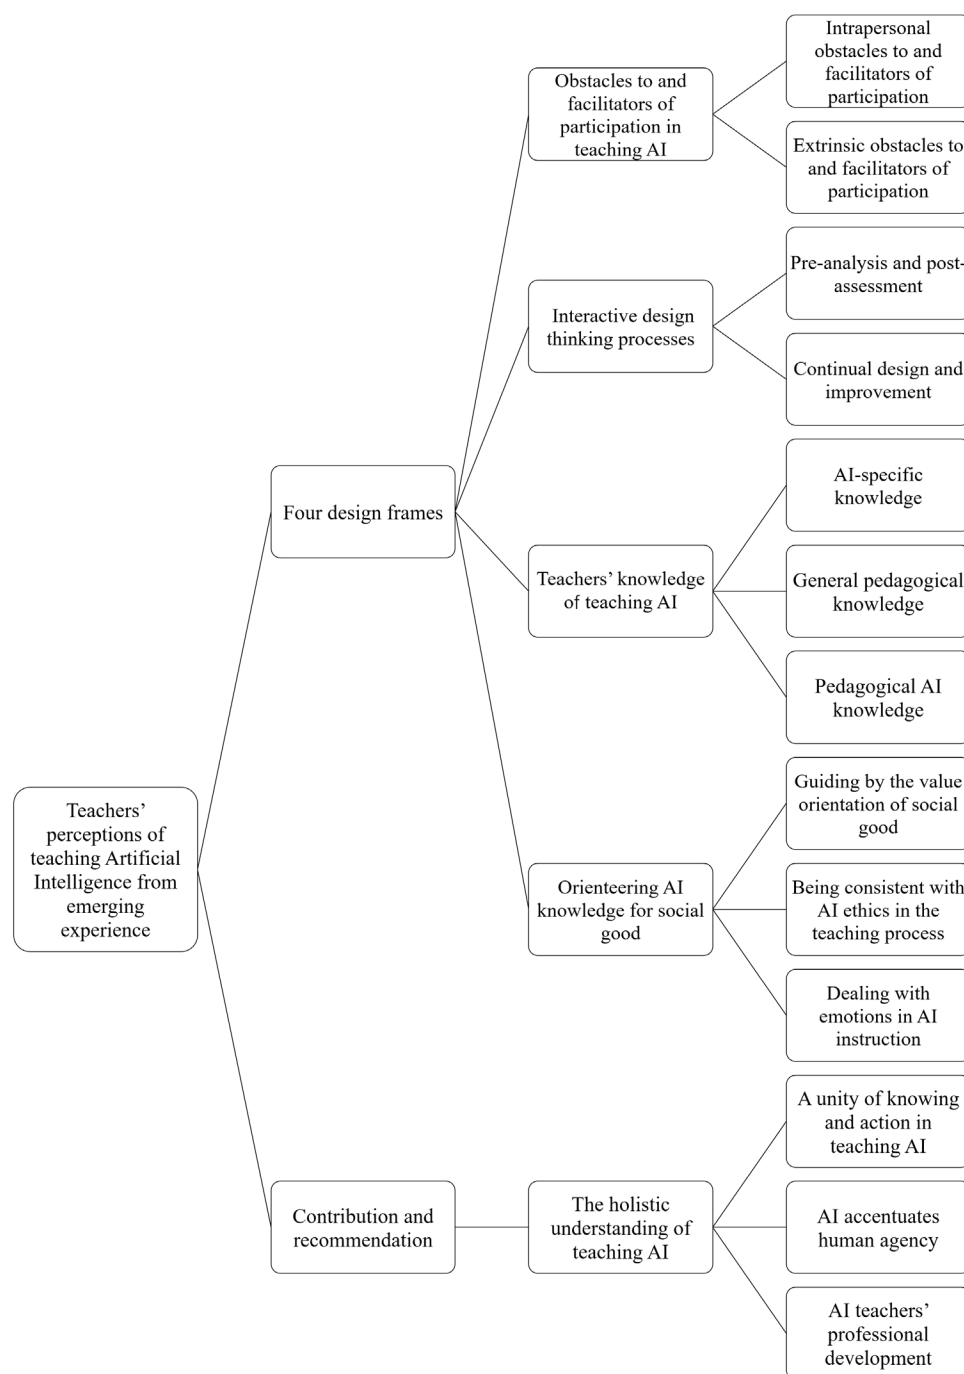 Intrapersonal
obstacles to and
facilitators of
participation
Obstacles to and
facilitators of
participation in
teaching AI
Extrinsic obstacles to
and facilitators of
participation
Pre-analysis and post-
assessment
Interactive design
thinking processes
Continual design and
improvement
Four design frames
AI-specific
knowledge
Teachers’ knowledge
of teaching AI
General pedagogical
knowledge
Pedagogical AI
knowledge
Teachers’
perceptions of
teaching Artificial
Intelligence from
emerging
experience
Guiding by the value
orientation of social
good
Orienteering AI
knowledge for social
good
Being consistent with
AI ethics in the
teaching process
Dealing with
emotions in AI
instruction
A unity of knowing
and action in
teaching AI
Contribution and
recommendation
The holistic
understanding of
teaching AI
AI accentuates
human agency
AI teachers’
professional
development